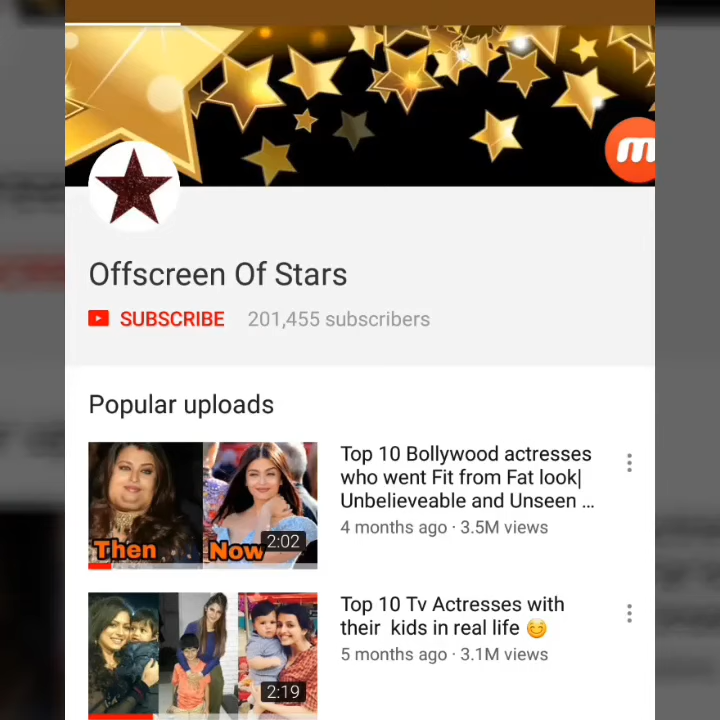 m
Offscreen Of Stars
SUBSCRIBE 201,455 subscribers
Popular uploads
Top 10 Bollywood actresses
who went Fit from Fat look|
Unbelieveable and Unseen ...
4 months ago · 3.5M views
Then Now 2:02
Top 10 Tv Actresses with
their kids in real life 😊
5 months ago · 3.1M views
2:19